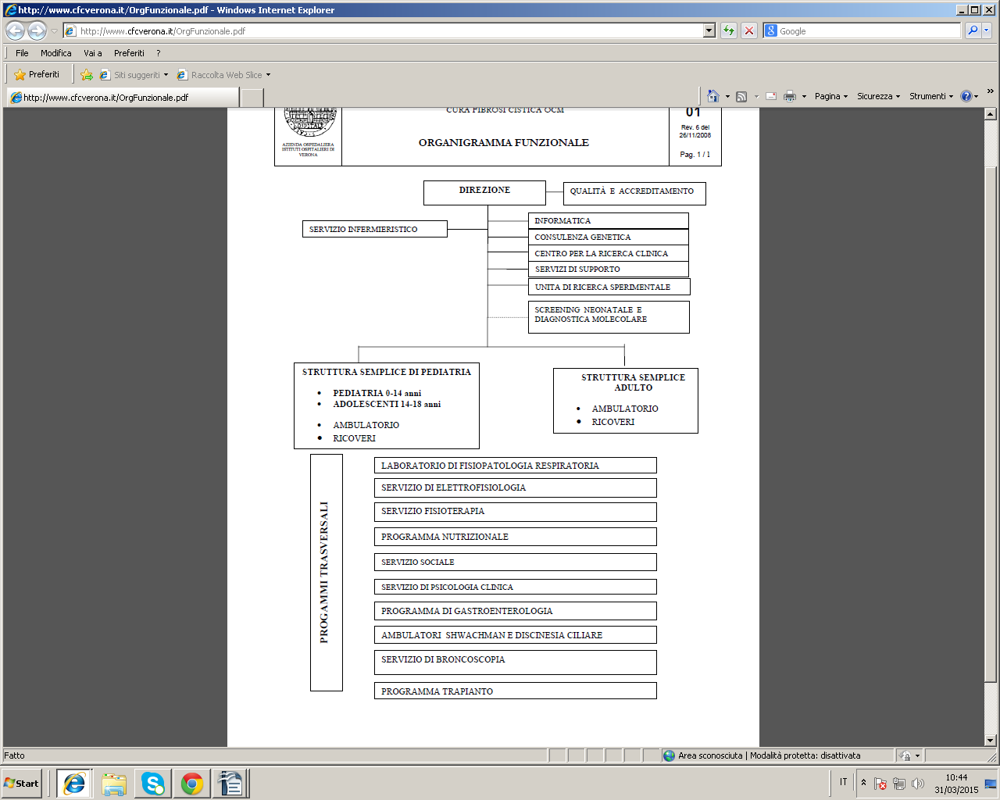 http://www.cfcverona.it/OrgFunzionale.pdf - Windows Internet Explorer
http://www.cfcverona.it/OrgFunzionale.pdf
Google
File Modifica Vai a Preferiti ?
Preferiti Siti suggeriti Raccolta Web Slice
http://www.cfcverona.it/OrgFunzionale.pdf
Pagina Sicurezza Strumenti
CURA FIBROSI CISTICA OCM
01
OSPITALE
Rev. 6 del
26/11/2008
ORGANIGRAMMA FUNZIONALE
AZIENDA OSPEDALIERA
ISTITUTI OSPITALIERI DI
VERONA
Pag. 1 / 1
DIREZIONE
QUALITÀ E ACCREDITAMENTO
SERVIZIO INFERMIERISTICO
INFORMATICA
CONSULENZA GENETICA
CENTRO PER LA RICERCA CLINICA
SERVIZI DI SUPPORTO
UNITA DI RICERCA SPERIMENTALE
SCREENING NEONATALE E
DIAGNOSTICA MOLECOLARE
STRUTTURA SEMPLICE DI PEDIATRIA
• PEDIATRIA 0-14 anni
• ADOLESCENTI 14-18 anni
• AMBULATORIO
• RICOVERI
STRUTTURA SEMPLICE
ADULTO
• AMBULATORIO
• RICOVERI
PROGAMMI TRASVERSALI
LABORATORIO DI FISIOPATOLOGIA RESPIRATORIA
SERVIZIO DI ELETTROFISIOLOGIA
SERVIZIO FISIOTERAPIA
PROGRAMMA NUTRIZIONALE
SERVIZIO SOCIALE
SERVIZIO DI PSICOLOGIA CLINICA
PROGRAMMA DI GASTROENTEROLOGIA
AMBULATORI SHWACHMAN E DISCINESIA CILIARE
SERVIZIO DI BRONCOSCOPIA
PROGRAMMA TRAPIANTO
Fatto
Area sconosciuta | Modalità protetta: disattivata
Start
IT
10:44
31/03/2015